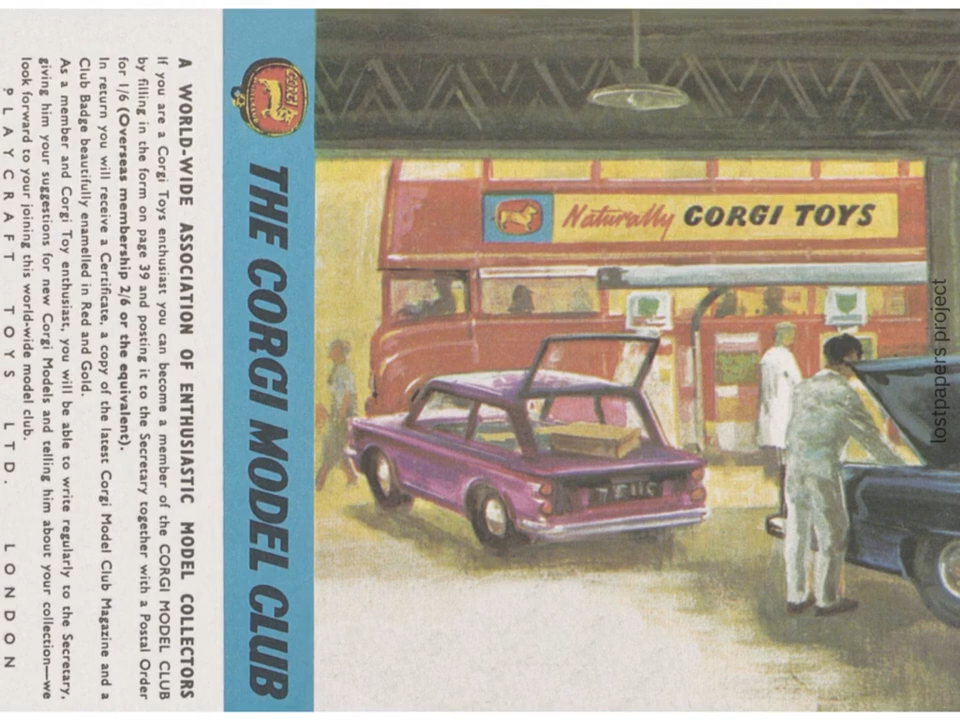 THE CORGI MODEL CLUB
A WORLD-WIDE ASSOCIATION OF ENTHUSIASTIC MODEL COLLECTORS
If you are a Corgi Toys enthusiast you can become a member of the CORGI MODEL CLUB
by filling in the form on page 39 and posting it to the Secretary together with a Postal Order
for 1/6 (Overseas membership 2/6 or the equivalent).
In return you will receive a Certificate, a copy of the latest Corgi Model Club Magazine and a
Club Badge beautifully enamelled in Red and Gold.
As a member and Corgi Toy enthusiast, you will be able to write regularly to the Secretary,
giving him your suggestions for new Corgi Models and telling him about your collection—we
look forward to your joining this world-wide model club.
PLAYCRAFT TOYS LTD. LONDON
Corgi
Naturally CORGI TOYS
lostpapers project